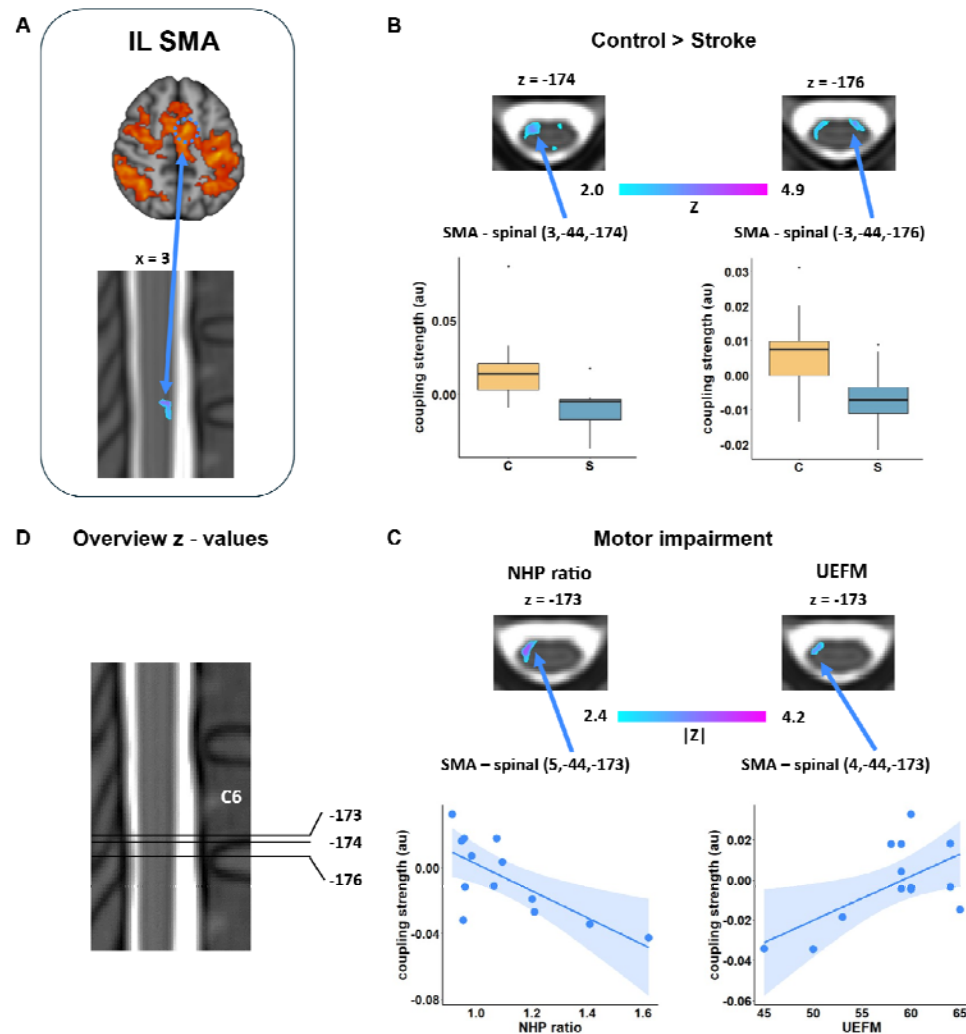 A
IL SMA
x = 3
B
Control > Stroke
z = -174
z = -176
2.0
4.9
Z
SMA - spinal (3,-44,-174)
SMA - spinal (-3,-44,-176)
coupling strength (au)
0.05
0.00
C
S
coupling strength (au)
0.03
0.02
0.01
0.00
-0.01
-0.02
C
S
D
Overview z - values
C6
-173
-174
-176
C
Motor impairment
NHP ratio
UEFM
z = -173
z = -173
2.4
4.2
|Z|
SMA – spinal (5,-44,-173)
SMA – spinal (4,-44,-173)
coupling strength (au)
0.00
-0.04
-0.08
1.0
1.2
1.4
1.6
NHP ratio
coupling strength (au)
0.02
0.00
-0.02
-0.04
-0.06
45
50
55
60
65
UEFM